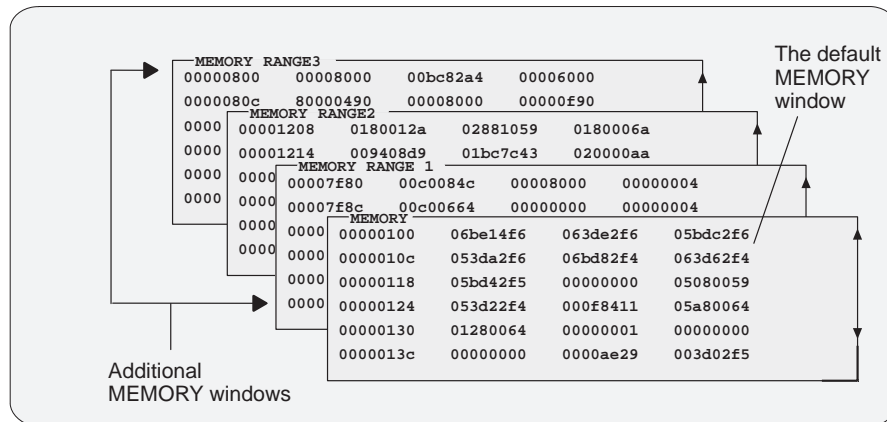 MEMORY RANGE3
00000800 00008000 00bc82a4 00006000
0000080c 80000490 00008000 00000f90
0000
0000
0000
0000
MEMORY RANGE2
00001208 0180012a 02881059 0180006a
00001214 009408d9 01bc7c43 020000aa
0000
0000
0000
0000
MEMORY RANGE 1
00007f80 00c0084c 00008000 00000004
00007f8c 00c00664 00000000 00000004
0000
0000
0000
0000
MEMORY
00000100 06be14f6 063de2f6 05bdc2f6
0000010c 053da2f6 06bd82f4 063d62f4
00000118 05bd42f5 00000000 05080059
00000124 053d22f4 000f8411 05a80064
00000130 01280064 00000001 00000000
0000013c 00000000 0000ae29 003d02f5
The default
MEMORY
window
Additional
MEMORY windows